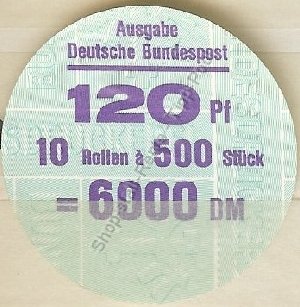 Ausgabe
Deutsche Bundespost
120 Pf
10 Rollen à 500 Stück
= 6000 DM